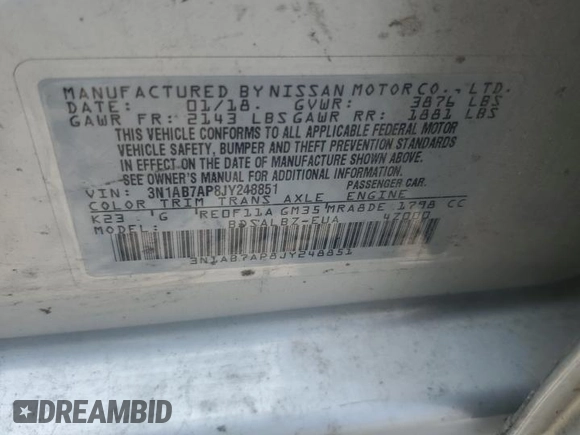 MANUFACTURED BY NISSAN MOTOR CO., LTD.
DATE: 01/18. GVWR: 3876 LBS
GAWR FR: 2143 LBS GAWR RR: 1881 LBS
THIS VEHICLE CONFORMS TO ALL APPLICABLE FEDERAL MOTOR
VEHICLE SAFETY, BUMPER AND THEFT PREVENTION STANDARDS
IN EFFECT ON THE DATE OF MANUFACTURE SHOWN ABOVE.
SEE OWNER'S MANUAL FOR ADDITIONAL INFORMATION.
VIN: 3N1AB7AP8JY248851 PASSENGER CAR.
COLOR TRIM TRANS AXLE ENGINE
K23 G RE0F11A GM35 MRA8DE 1798 CC
MODEL: BDSALBZ-EUA 42000
3N1AB7AP8JY248851
DREAMBID